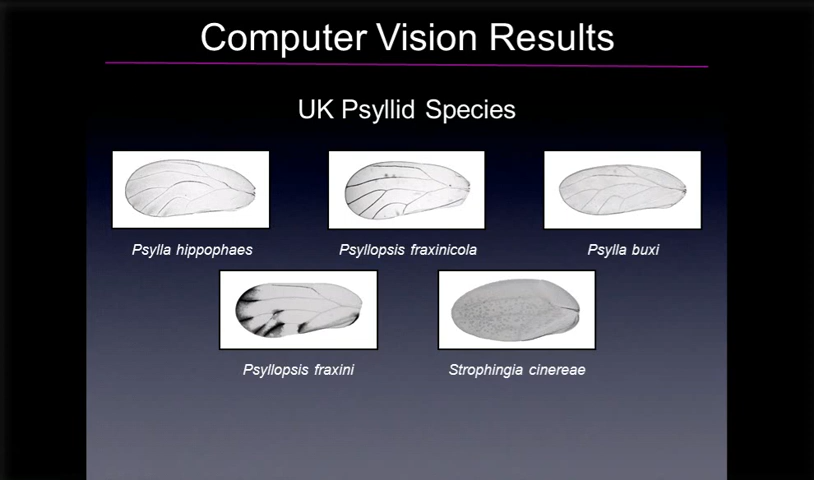 Computer Vision Results
UK Psyllid Species
Psylla hippophaes
Psyllopsis fraxinicola
Psylla buxi
Psyllopsis fraxini
Strophingia cinereae